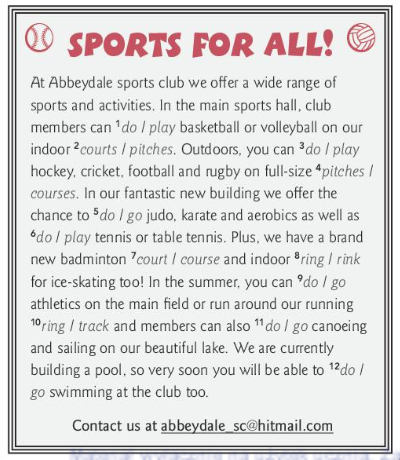 SPORTS FOR ALL!
At Abbeydale sports club we offer a wide range of
sports and activities. In the main sports hall, club
members can ¹do / play basketball or volleyball on our
indoor ²courts / pitches. Outdoors, you can ³do / play
hockey, cricket, football and rugby on full-size ⁴pitches /
courses. In our fantastic new building we offer the
chance to ⁵do / go judo, karate and aerobics as well as
⁶do / play tennis or table tennis. Plus, we have a brand
new badminton ⁷court / course and indoor ⁸ring / rink
for ice-skating too! In the summer, you can ⁹do / go
athletics on the main field or run around our running
¹⁰ring / track and members can also ¹¹do / go canoeing
and sailing on our beautiful lake. We are currently
building a pool, so very soon you will be able to ¹²do /
go swimming at the club too.
Contact us at abbeydale_sc@hitmail.com